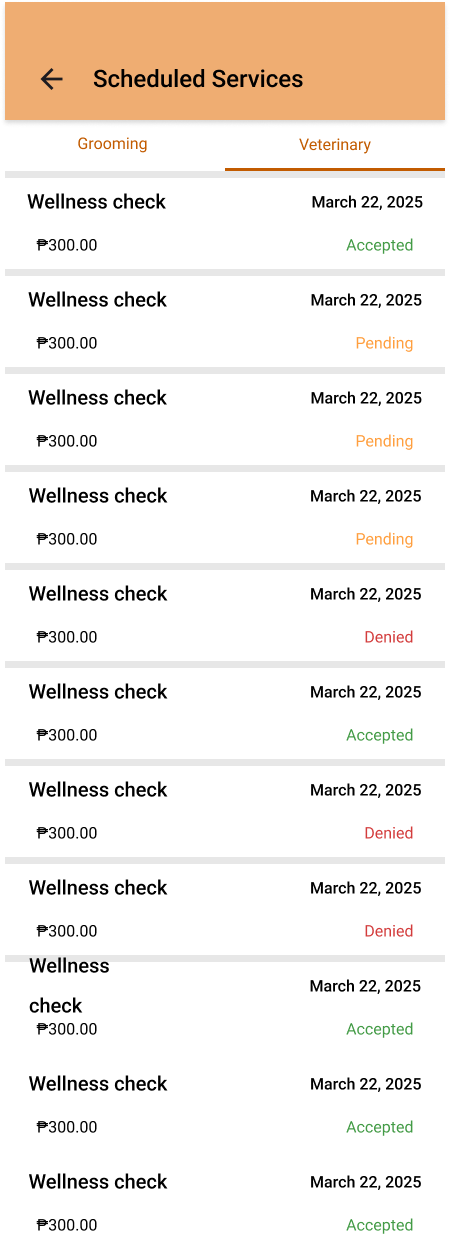 Scheduled Services
Grooming Veterinary
Wellness check March 22, 2025
₱300.00 Accepted
Wellness check March 22, 2025
₱300.00 Pending
Wellness check March 22, 2025
₱300.00 Pending
Wellness check March 22, 2025
₱300.00 Pending
Wellness check March 22, 2025
₱300.00 Denied
Wellness check March 22, 2025
₱300.00 Accepted
Wellness check March 22, 2025
₱300.00 Denied
Wellness check March 22, 2025
₱300.00 Denied
Wellness
March 22, 2025
check
₱300.00 Accepted
Wellness check March 22, 2025
₱300.00 Accepted
Wellness check March 22, 2025
₱300.00 Accepted